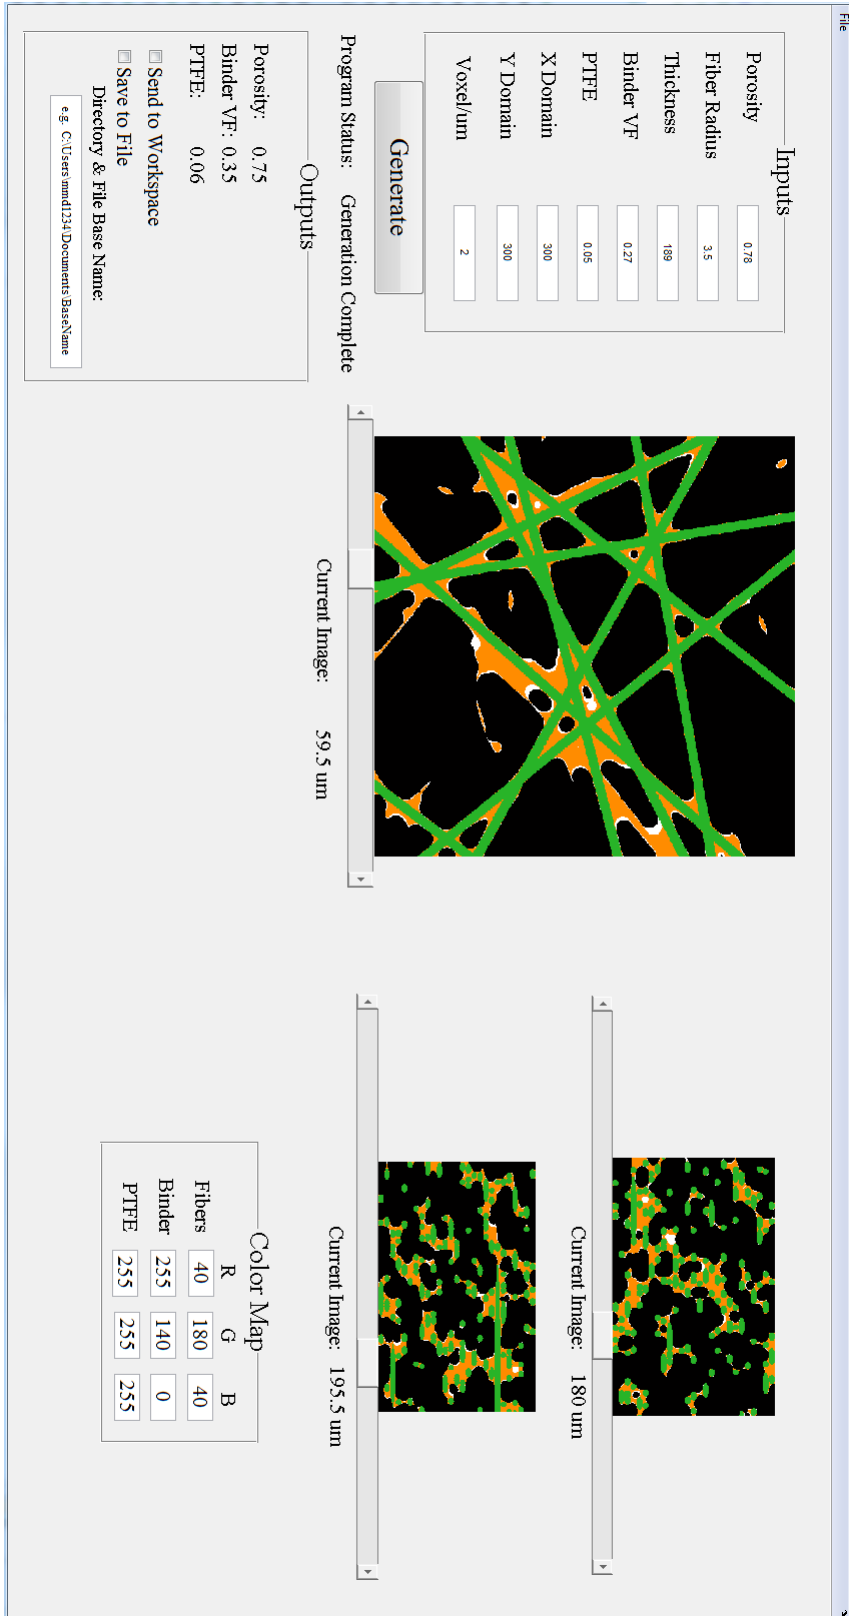 File
Inputs
Porosity 0.78
Fiber Radius 3.5
Thickness 189
Binder VF 0.27
PTFE 0.05
X Domain 300
Y Domain 300
Voxel/um 2
Generate
Program Status: Generation Complete
Outputs
Porosity: 0.75
Binder VF: 0.35
PTFE: 0.06
Send to Workspace
Save to File
Directory & File Base Name:
e.g. C:\Users\mmd1234\Documents\BaseName
Current Image: 59.5 um
Current Image: 180 um
Current Image: 195.5 um
Color Map
R G B
Fibers 40 180 40
Binder 255 140 0
PTFE 255 255 255